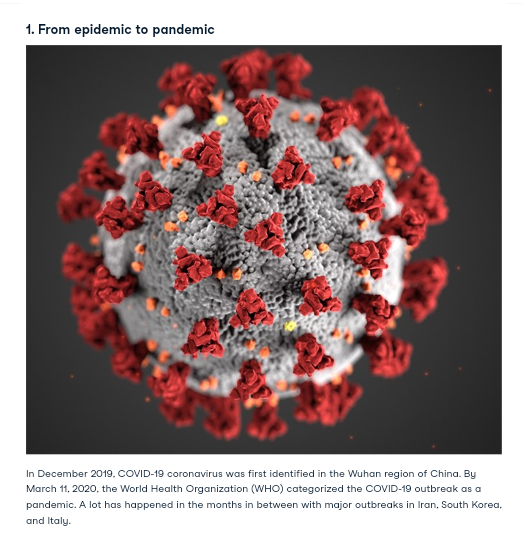 1. From epidemic to pandemic
In December 2019, COVID-19 coronavirus was first identified in the Wuhan region of China. By
March 11, 2020, the World Health Organization (WHO) categorized the COVID-19 outbreak as a
pandemic. A lot has happened in the months in between with major outbreaks in Iran, South Korea,
and Italy.